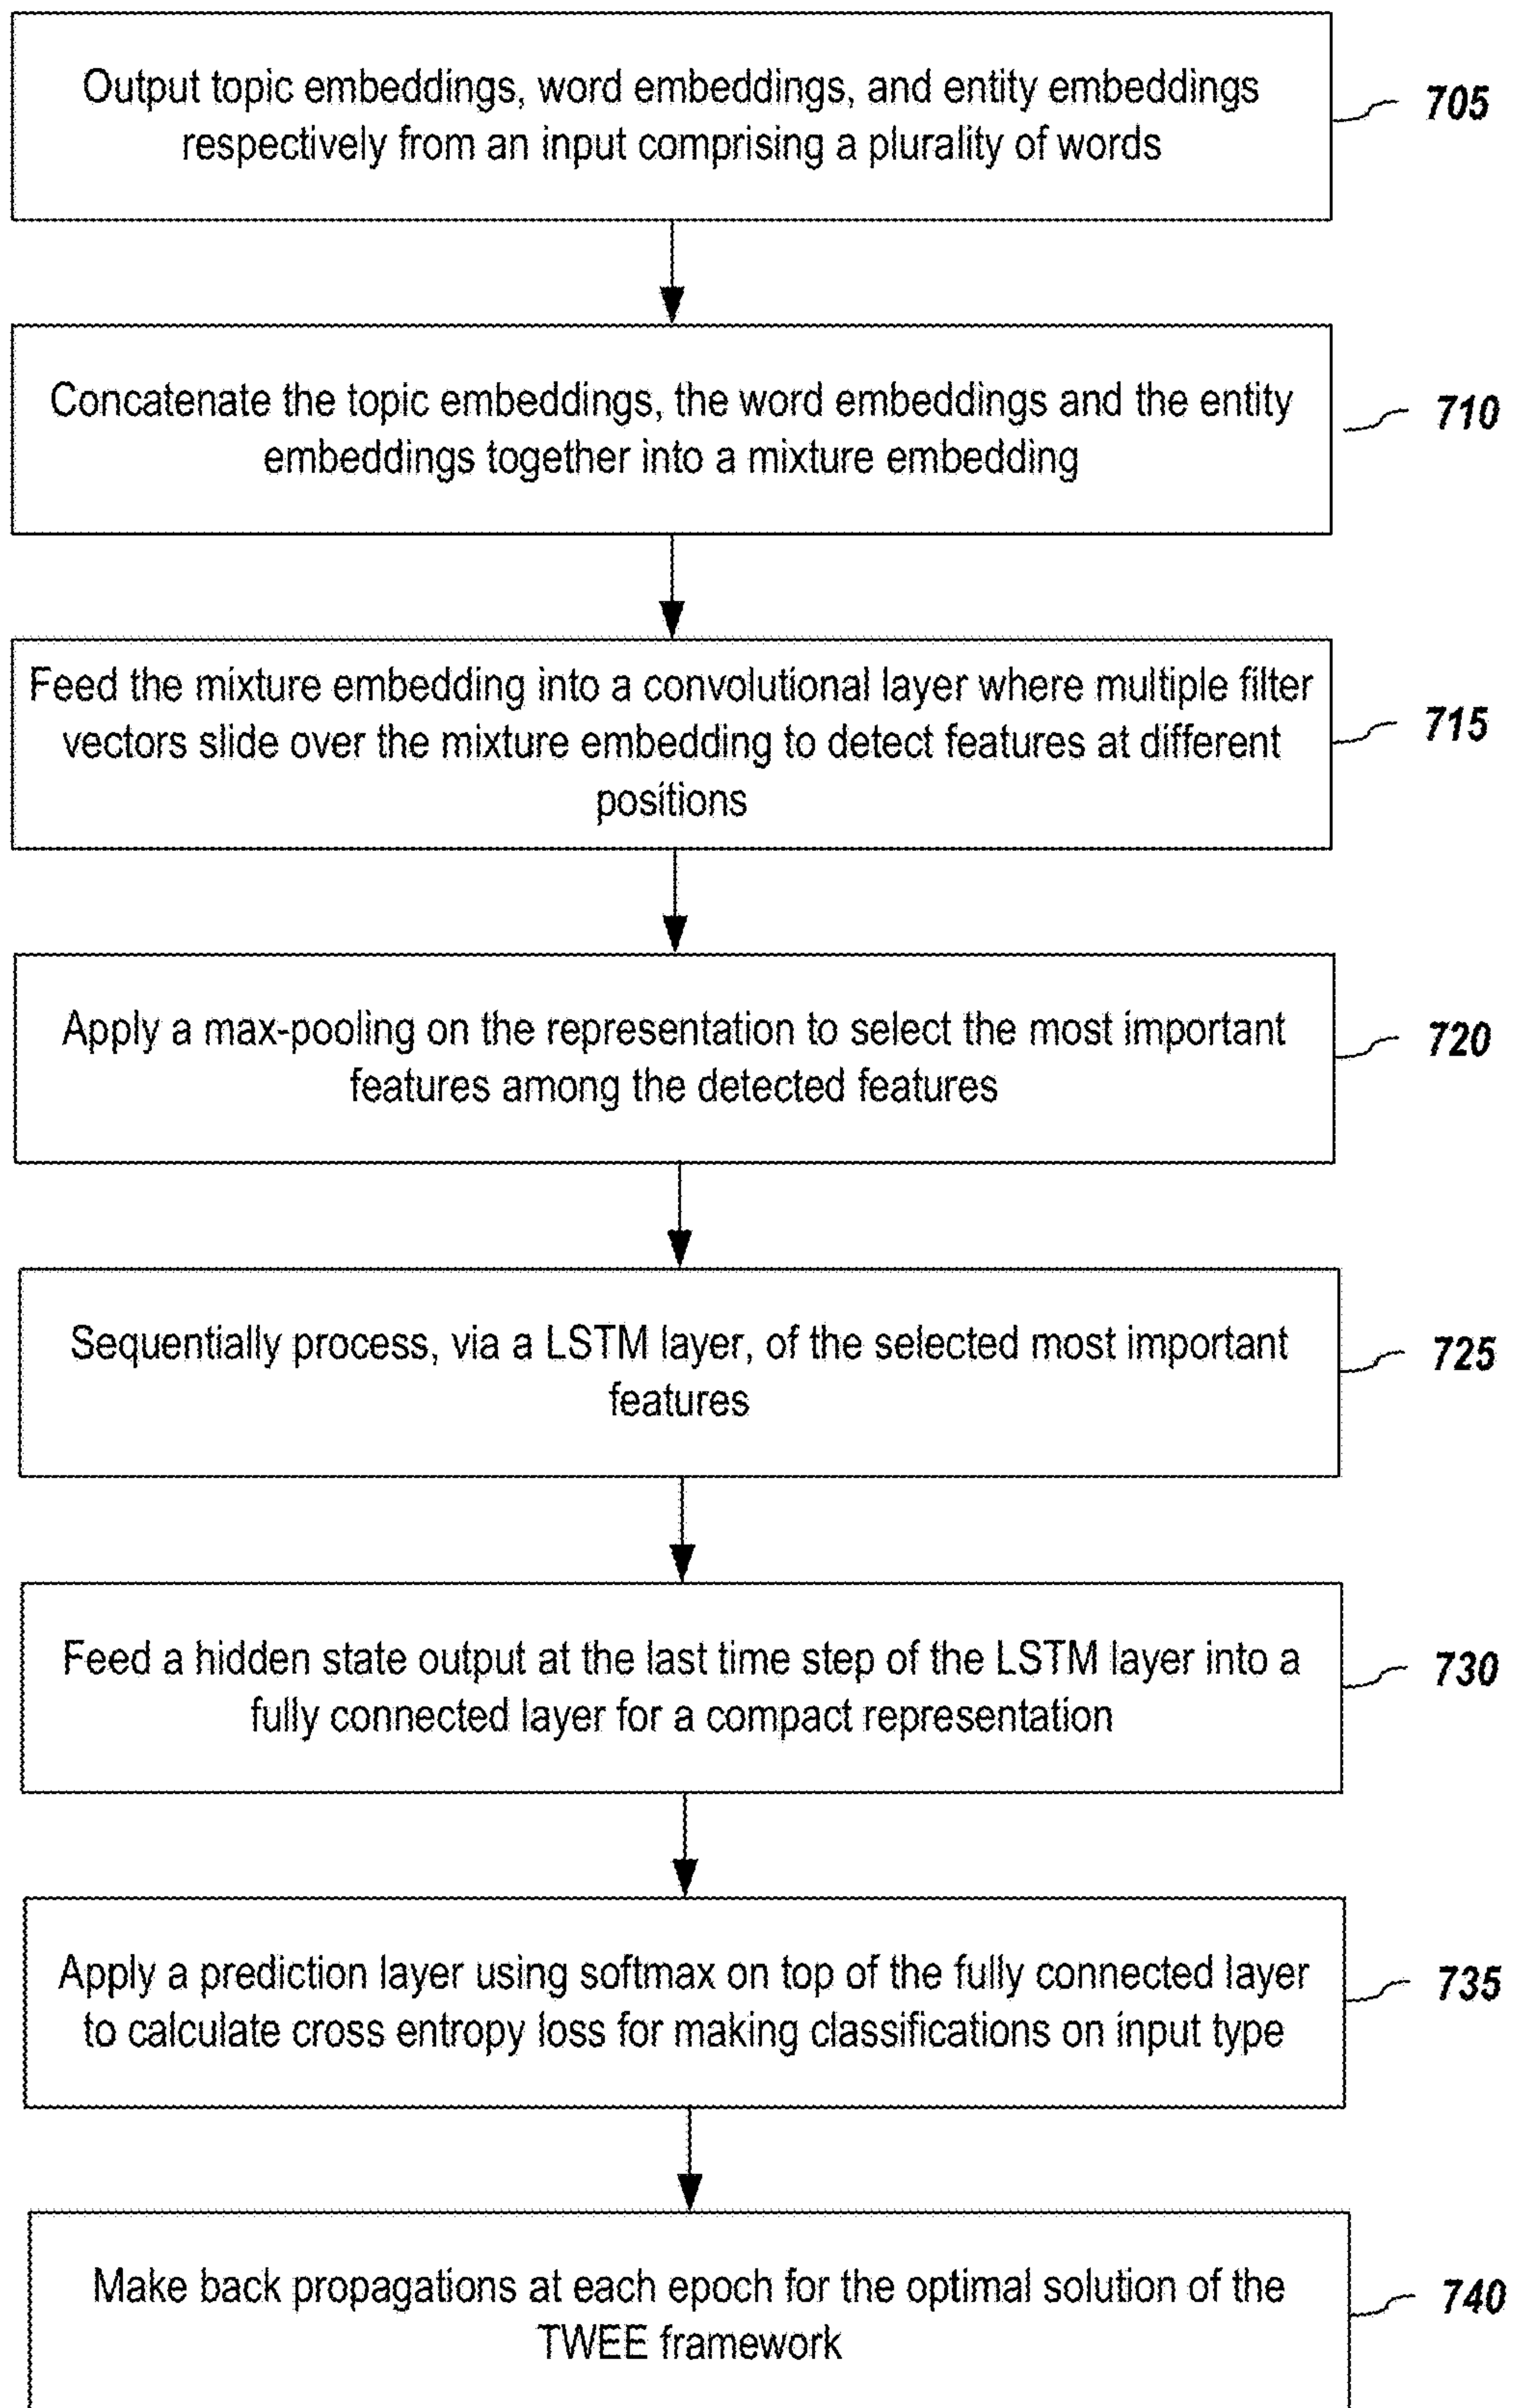 Output topic embeddings, word embeddings, and entity embeddings
respectively from an input comprising a plurality of words
705
Concatenate the topic embeddings, the word embeddings and the entity
embeddings together into a mixture embedding
710
Feed the mixture embedding into a convolutional layer where multiple filter
vectors slide over the mixture embedding to detect features at different
positions
715
Apply a max-pooling on the representation to select the most important
features among the detected features
720
Sequentially process, via a LSTM layer, of the selected most important
features
725
Feed a hidden state output at the last time step of the LSTM layer into a
fully connected layer for a compact representation
730
Apply a prediction layer using softmax on top of the fully connected layer
to calculate cross entropy loss for making classifications on input type
735
Make back propagations at each epoch for the optimal solution of the
TWEE framework
740